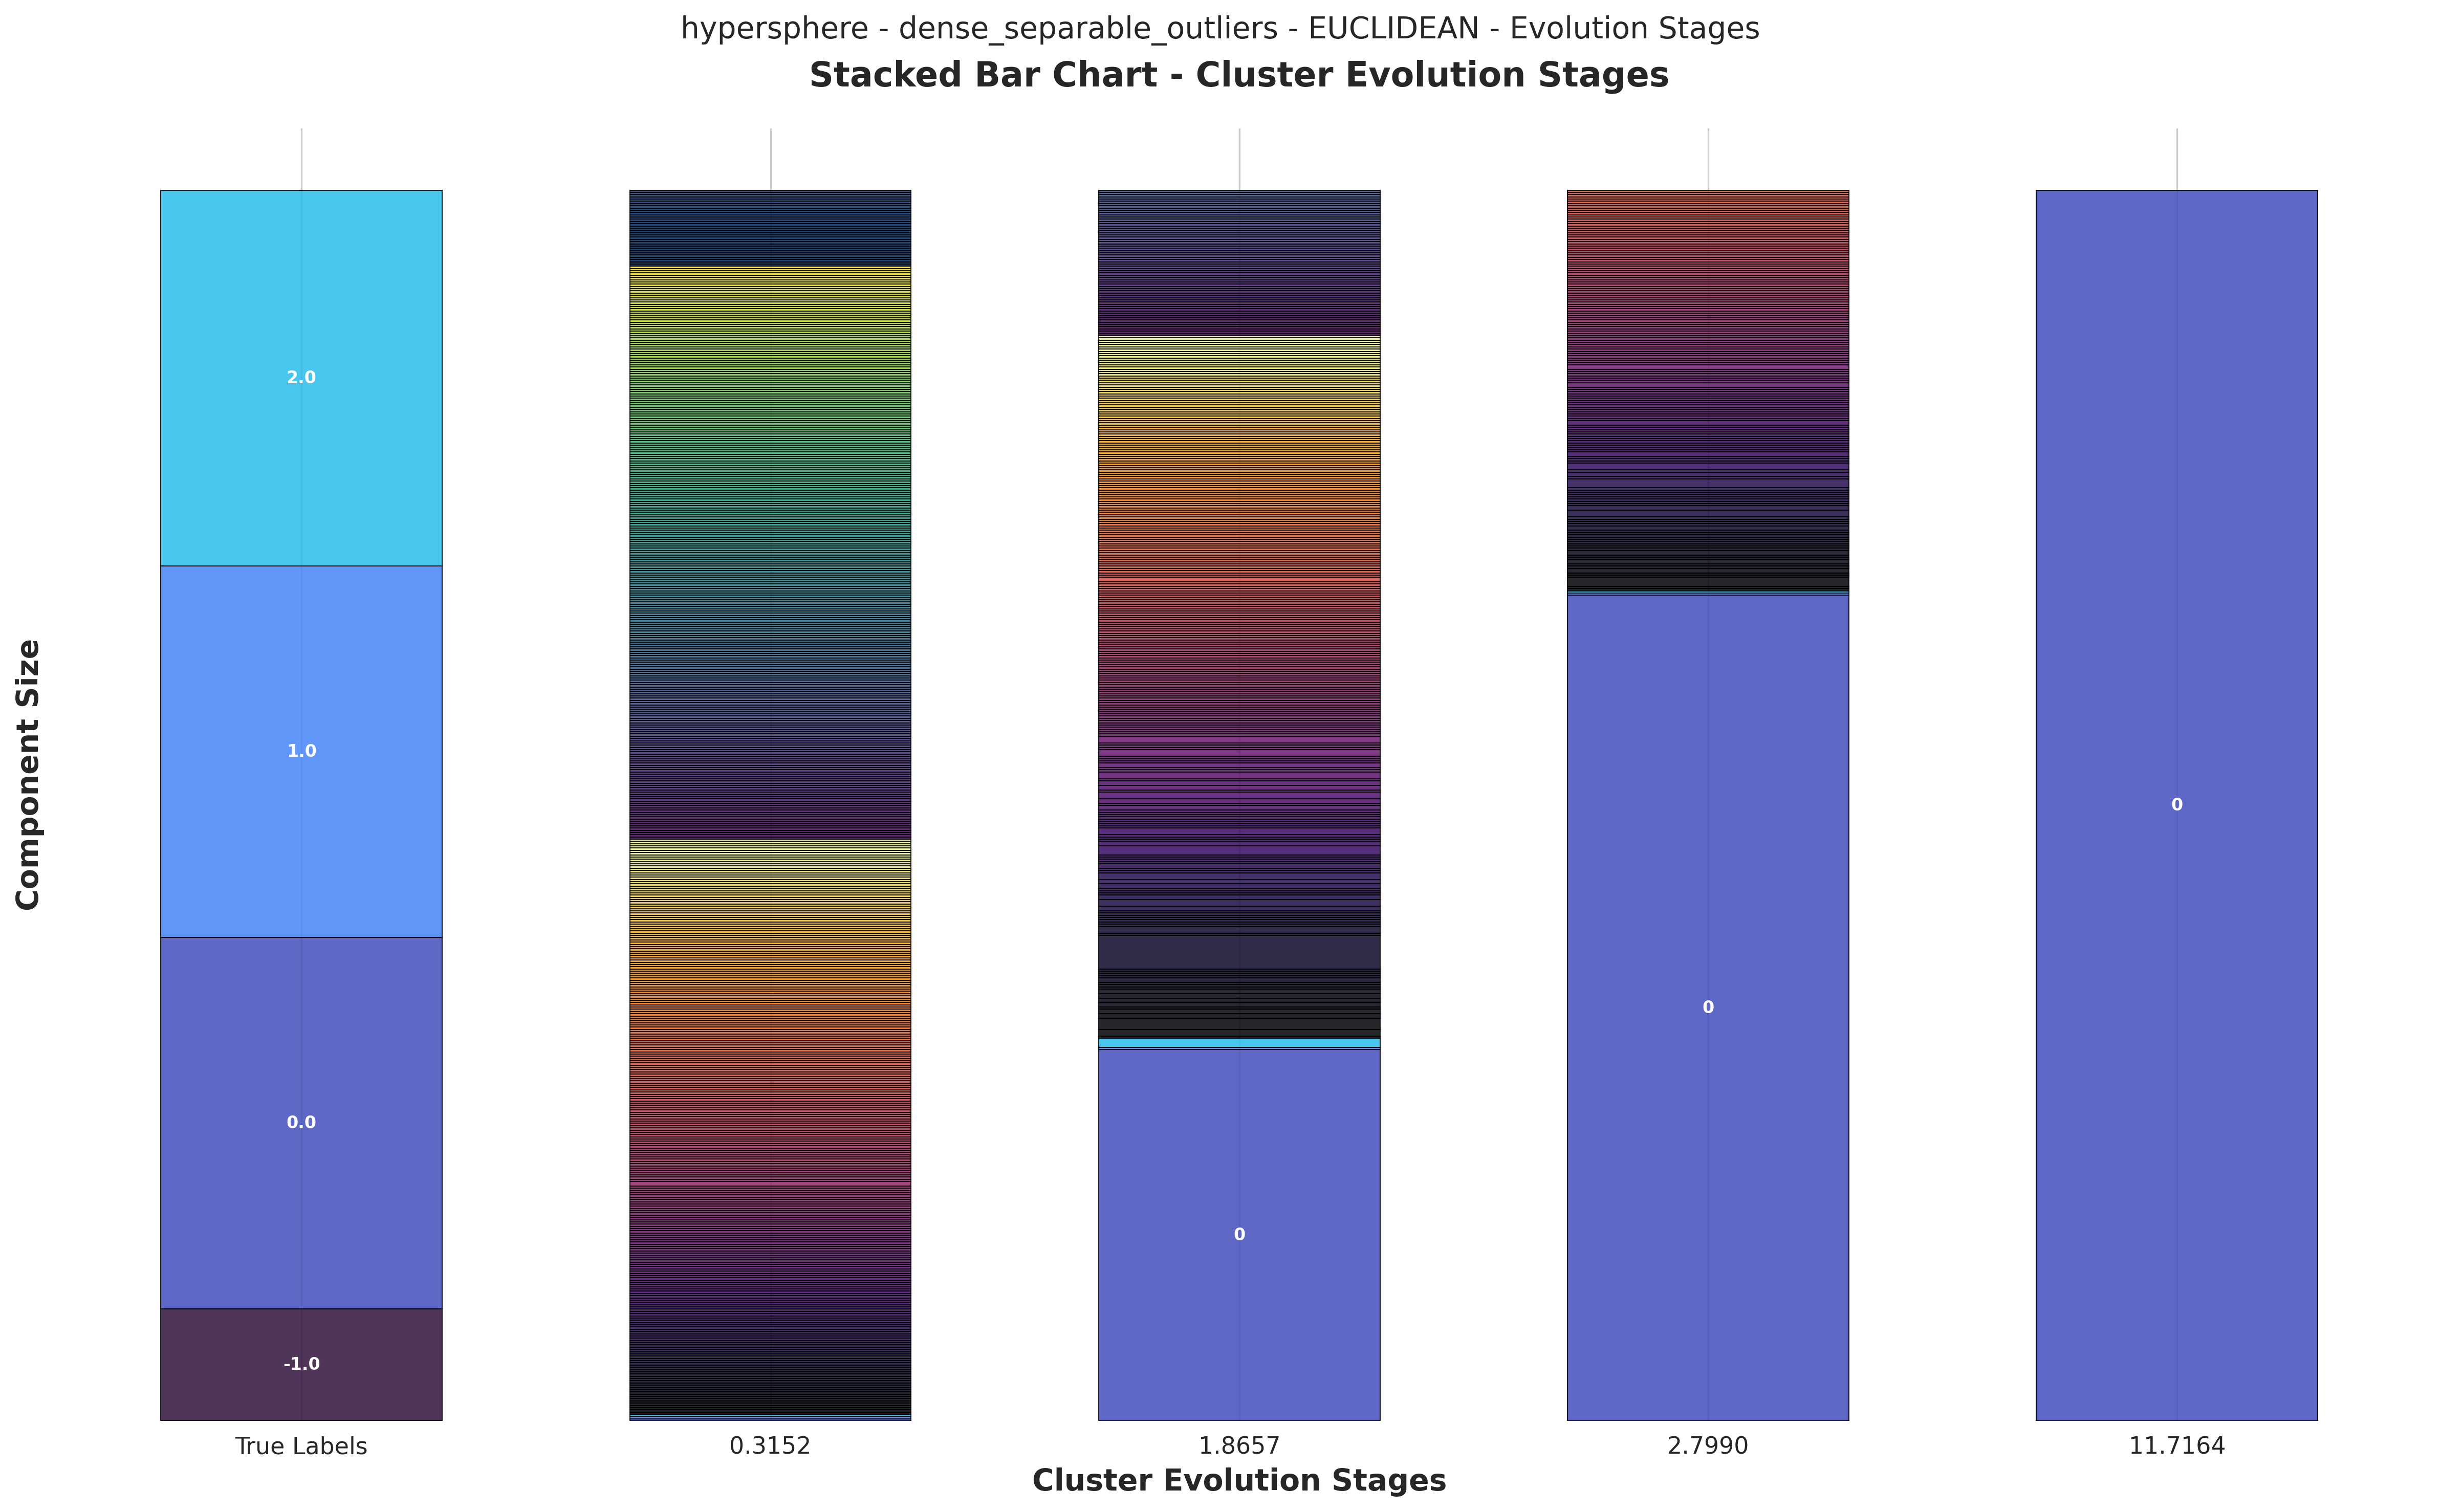 hypersphere - dense_separable_outliers - EUCLIDEAN - Evolution Stages
Stacked Bar Chart - Cluster Evolution Stages
Component Size
2.0
1.0
0.0
-1.0
0
0
0
True Labels
0.3152
1.8657
2.7990
11.7164
Cluster Evolution Stages